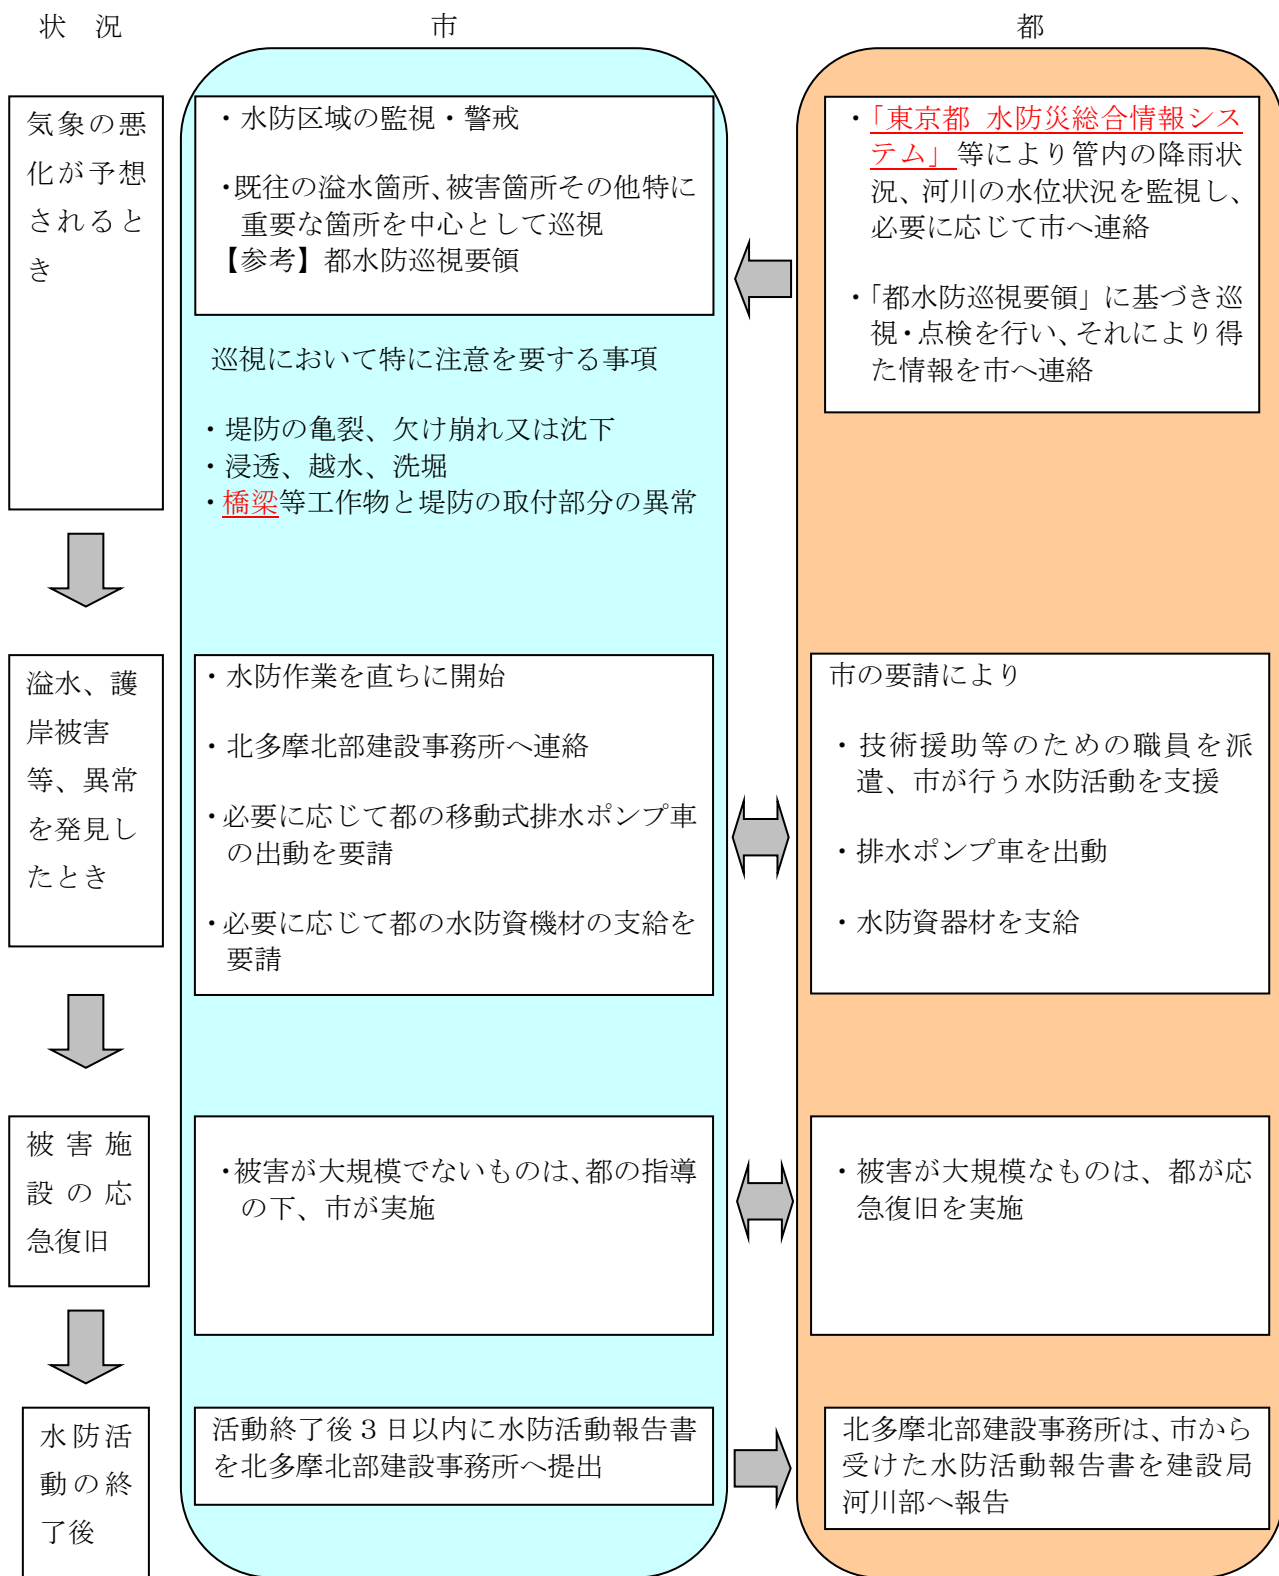 状　況
市
都
気象の悪
化が予想
されると
き
・水防区域の監視・警戒
・既往の溢水箇所、被害箇所その他特に
重要な箇所を中心として巡視
【参考】都水防巡視要領
・「東京都 水防災総合情報シス
テム」等により管内の降雨状
況、河川の水位状況を監視し、
必要に応じて市へ連絡
・「都水防巡視要領」に基づき巡
視・点検を行い、それにより得
た情報を市へ連絡
巡視において特に注意を要する事項
・堤防の亀裂、欠け崩れ又は沈下
・浸透、越水、洗堀
・橋梁等工作物と堤防の取付部分の異常
溢水、護
岸被害
等、異常
を発見し
たとき
・水防作業を直ちに開始
・北多摩北部建設事務所へ連絡
・必要に応じて都の移動式排水ポンプ車
の出動を要請
・必要に応じて都の水防資機材の支給を
要請
市の要請により
・技術援助等のための職員を派
遣、市が行う水防活動を支援
・排水ポンプ車を出動
・水防資器材を支給
被害施
設の応
急復旧
・被害が大規模でないものは、都の指導
の下、市が実施
・被害が大規模なものは、都が応
急復旧を実施
水防活
動の終
了後
活動終了後３日以内に水防活動報告書
を北多摩北部建設事務所へ提出
北多摩北部建設事務所は、市から
受けた水防活動報告書を建設局
河川部へ報告